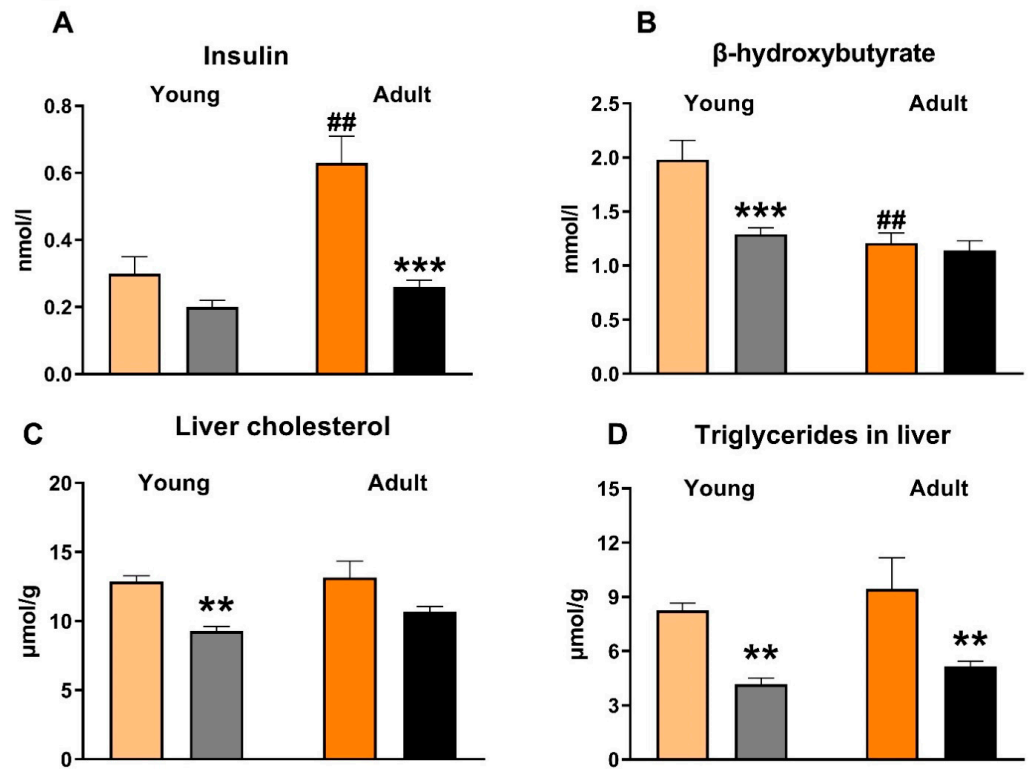 A
Insulin
Young Adult
nmol/l
0.8
0.6
0.4
0.2
0.0
##
***
B
β-hydroxybutyrate
Young Adult
mmol/l
2.5
2.0
1.5
1.0
0.5
0.0
***
##
C
Liver cholesterol
Young Adult
µmol/g
20
15
10
5
0
**
D
Triglycerides in liver
Young Adult
µmol/g
15
12
9
6
3
0
**
**